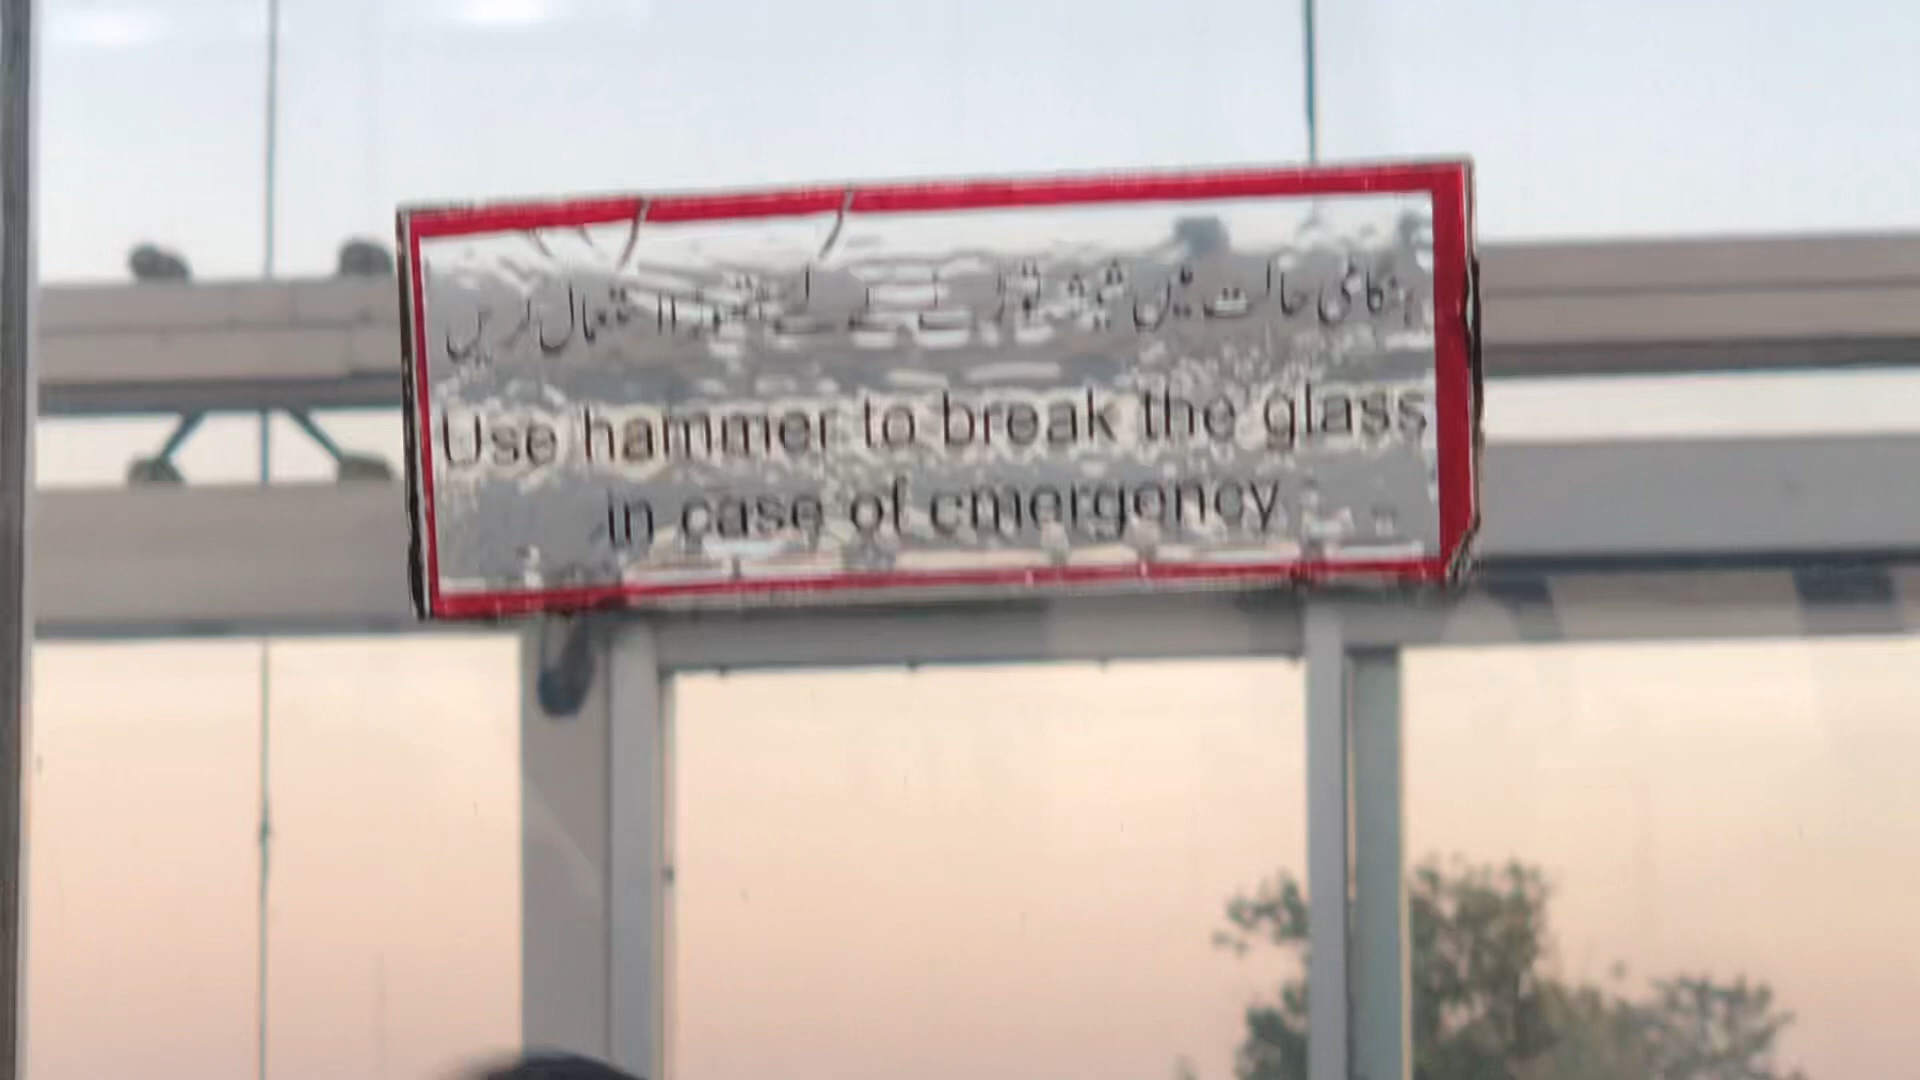 ہنگامی حالت میں شیشہ توڑنے کے لئے ہتھوڑا استعمال کریں
Use hammer to break the glass
in case of emergency